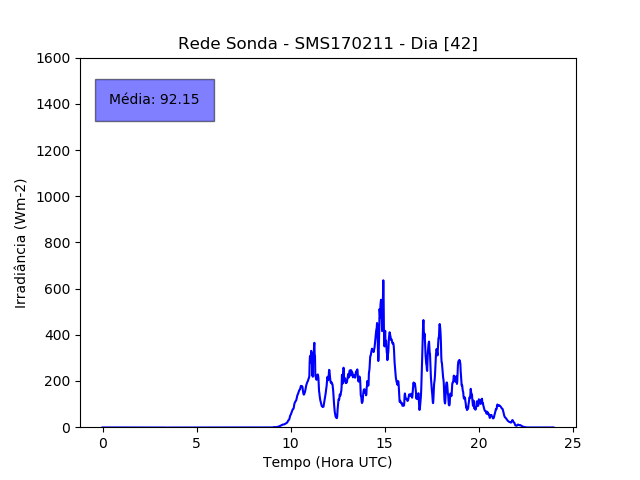 Rede Sonda - SMS170211 - Dia [42]
1600
1400
1200
1000
800
600
400
200
0
Média: 92.15
Irradiância (Wm-2)
0 5 10 15 20 25
Tempo (Hora UTC)